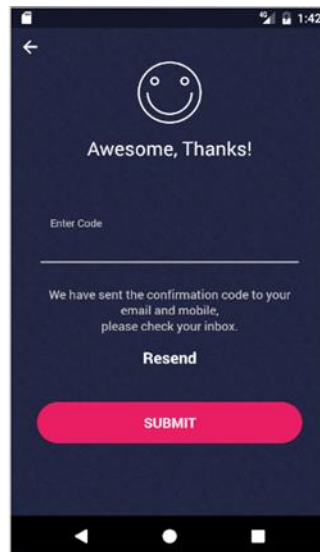 4G 1:42
Awesome, Thanks!
Enter Code
We have sent the confirmation code to your
email and mobile,
please check your inbox.
Resend
SUBMIT